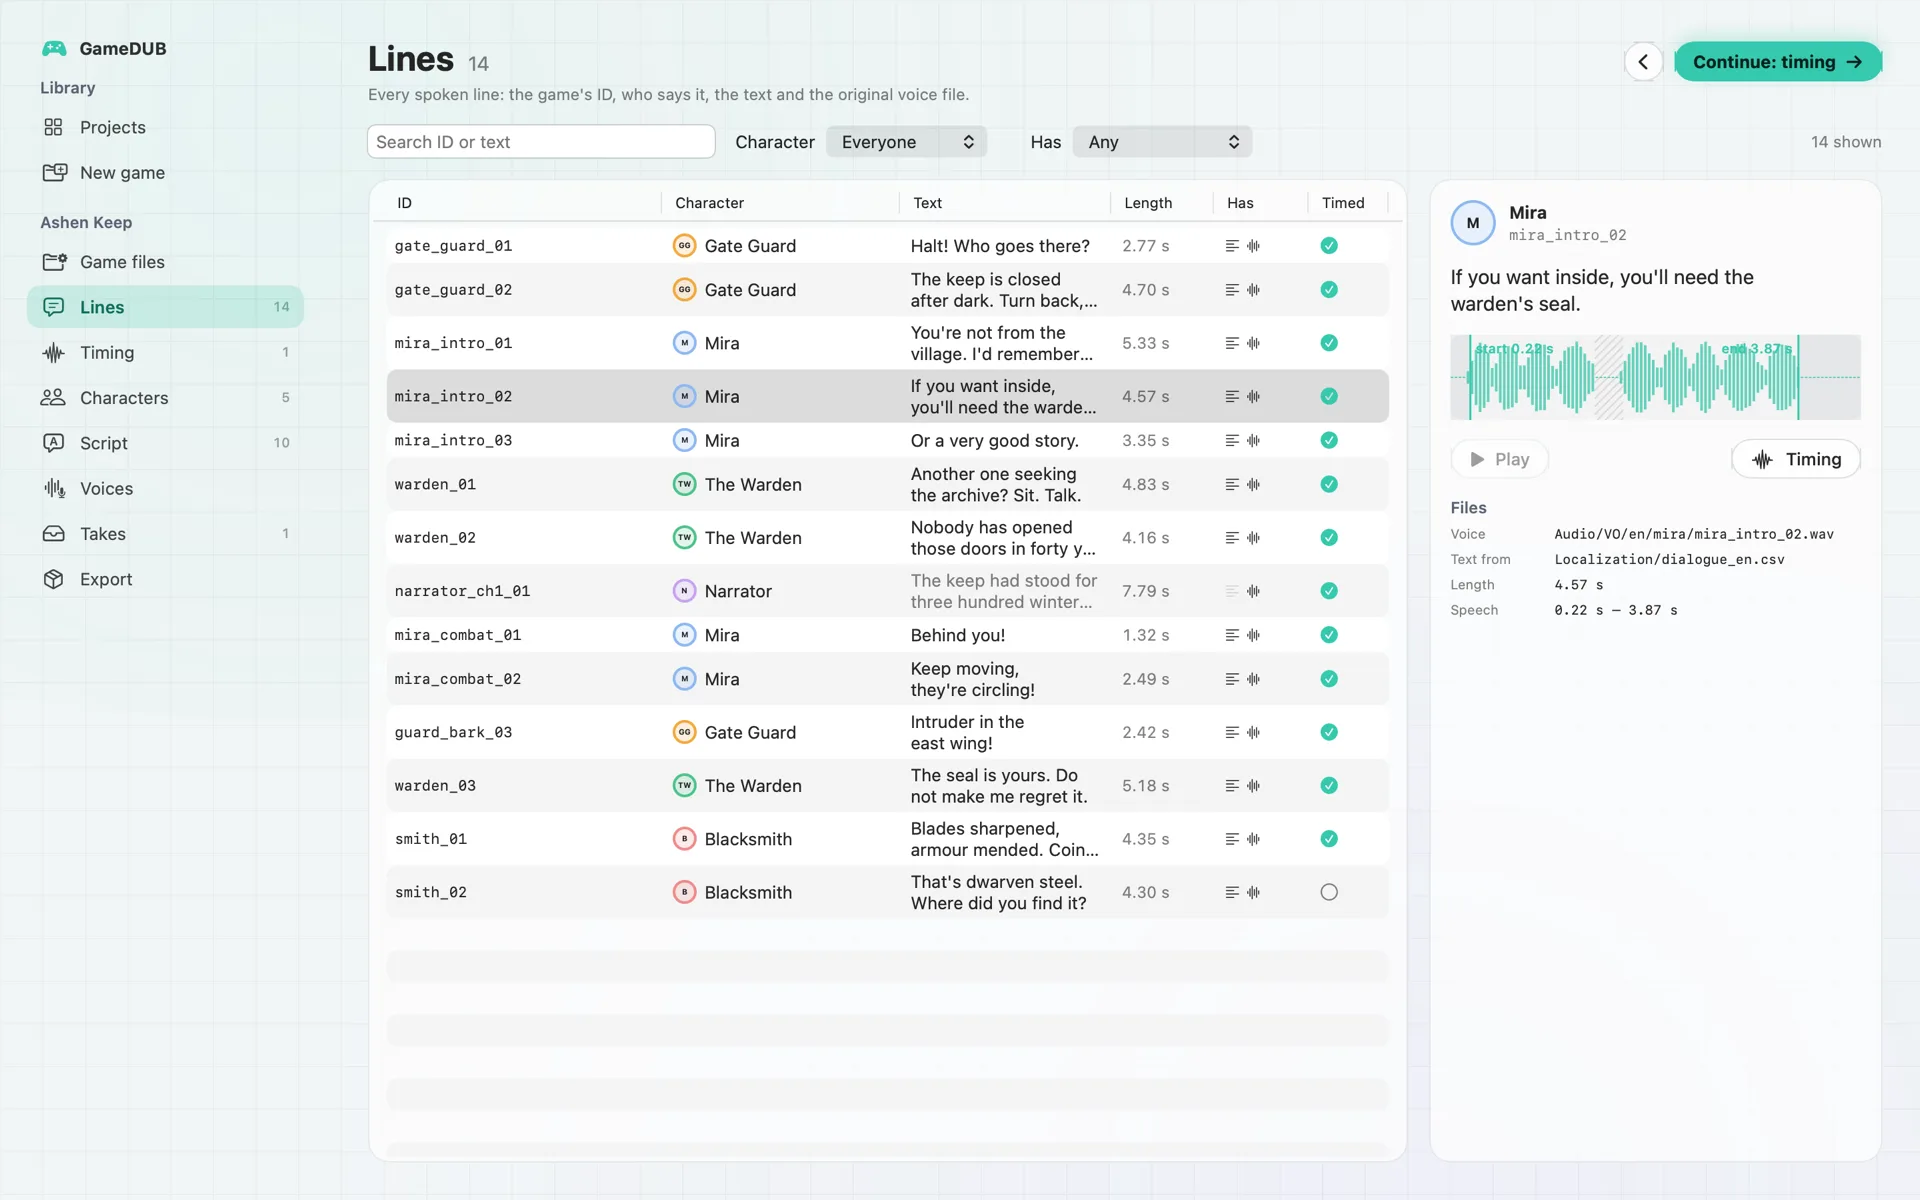 GameDUB
Library
Projects
New game
Ashen Keep
Game files
Lines 14
Timing 1
Characters 5
Script 10
Voices
Takes 1
Export
Lines 14
Every spoken line: the game's ID, who says it, the text and the original voice file.
Continue: timing →
Search ID or text
Character Everyone
Has Any
14 shown
ID Character Text Length Has Timed
gate_guard_01 GG Gate Guard Halt! Who goes there? 2.77 s
gate_guard_02 GG Gate Guard The keep is closed
after dark. Turn back,... 4.70 s
mira_intro_01 M Mira You're not from the
village. I'd remember... 5.33 s
mira_intro_02 M Mira If you want inside,
you'll need the warde... 4.57 s
mira_intro_03 M Mira Or a very good story. 3.35 s
warden_01 TW The Warden Another one seeking
the archive? Sit. Talk. 4.83 s
warden_02 TW The Warden Nobody has opened
those doors in forty y... 4.16 s
narrator_ch1_01 N Narrator The keep had stood for
three hundred winter... 7.79 s
mira_combat_01 M Mira Behind you! 1.32 s
mira_combat_02 M Mira Keep moving,
they're circling! 2.49 s
guard_bark_03 GG Gate Guard Intruder in the
east wing! 2.42 s
warden_03 TW The Warden The seal is yours. Do
not make me regret it. 5.18 s
smith_01 B Blacksmith Blades sharpened,
armour mended. Coin... 4.35 s
smith_02 B Blacksmith That's dwarven steel.
Where did you find it? 4.30 s
M Mira
mira_intro_02
If you want inside, you'll need the
warden's seal.
start 0.22 s end 3.87 s
Play Timing
Files
Voice Audio/VO/en/mira/mira_intro_02.wav
Text from Localization/dialogue_en.csv
Length 4.57 s
Speech 0.22 s – 3.87 s